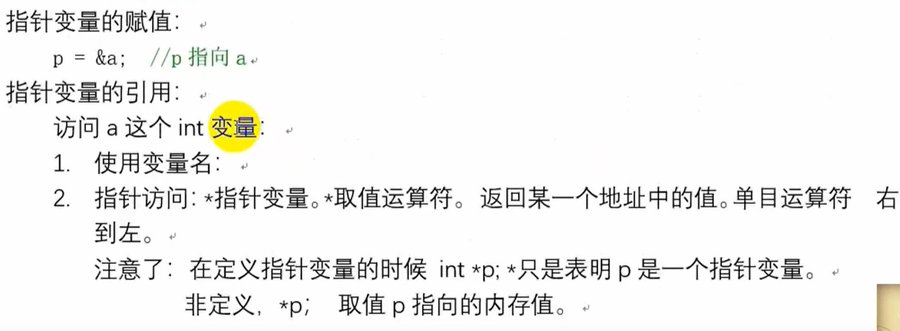 指针变量的赋值：
p = &a;  //p 指向 a
指针变量的引用：
访问 a 这个 int 变量：
1. 使用变量名：
2. 指针访问：*指针变量。*取值运算符。 返回某一个地址中的值。单目运算符 右
到左。
注意了： 在定义指针变量的时候 int *p; *只是表明 p 是一个指针变量。
非定义，*p； 取值 p 指向的内存值。